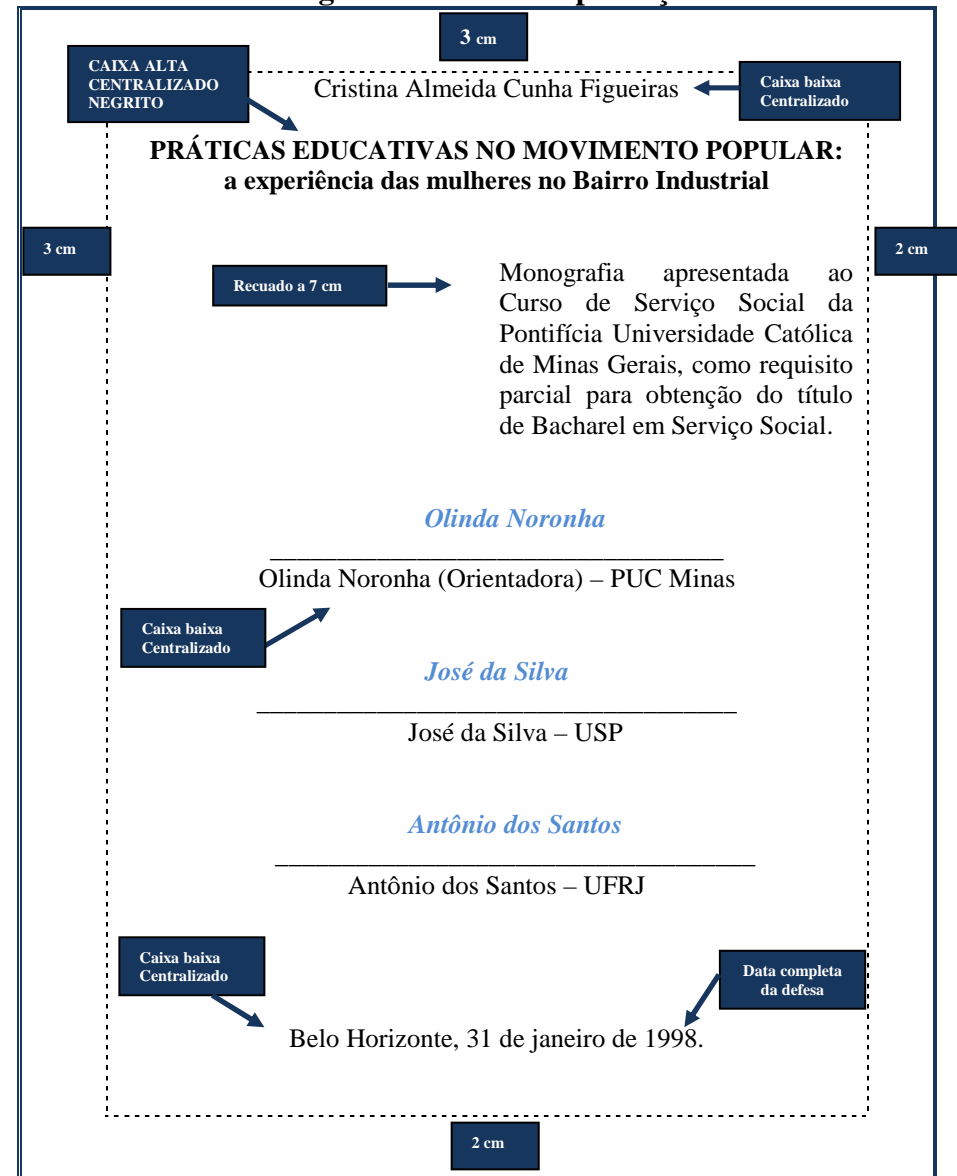 3 cm
CAIXA ALTA
CENTRALIZADO
NEGRITO
Caixa baixa
Centralizado
Cristina Almeida Cunha Figueiras
PRÁTICAS EDUCATIVAS NO MOVIMENTO POPULAR:
a experiência das mulheres no Bairro Industrial
3 cm
2 cm
Recuado a 7 cm
Monografia apresentada ao
Curso de Serviço Social da
Pontifícia Universidade Católica
de Minas Gerais, como requisito
parcial para obtenção do título
de Bacharel em Serviço Social.
Olinda Noronha
Olinda Noronha (Orientadora) – PUC Minas
Caixa baixa
Centralizado
José da Silva
José da Silva – USP
Antônio dos Santos
Antônio dos Santos – UFRJ
Caixa baixa
Centralizado
Data completa
da defesa
Belo Horizonte, 31 de janeiro de 1998.
2 cm